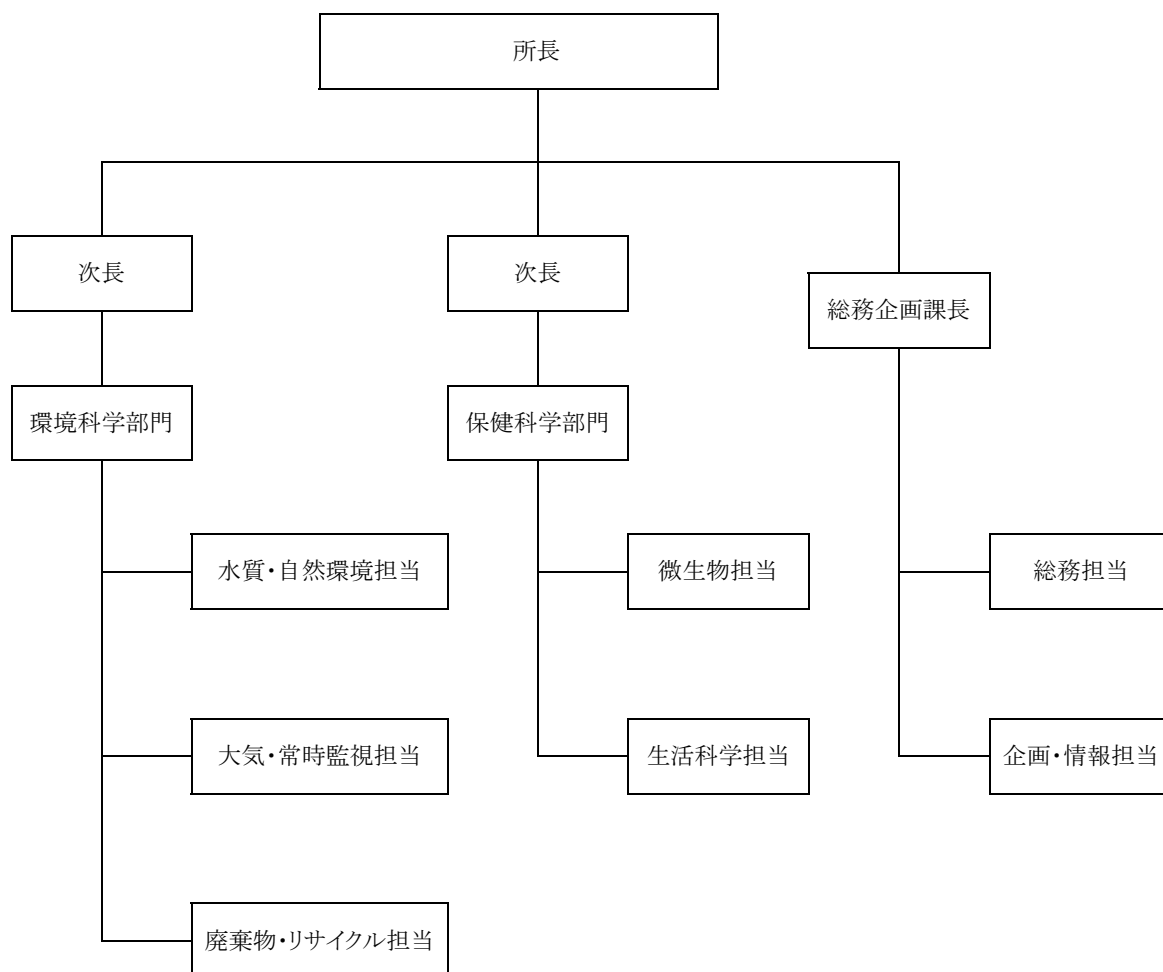 所長
次長
次長
総務企画課長
環境科学部門
保健科学部門
水質・自然環境担当
微生物担当
総務担当
大気・常時監視担当
生活科学担当
企画・情報担当
廃棄物・リサイクル担当